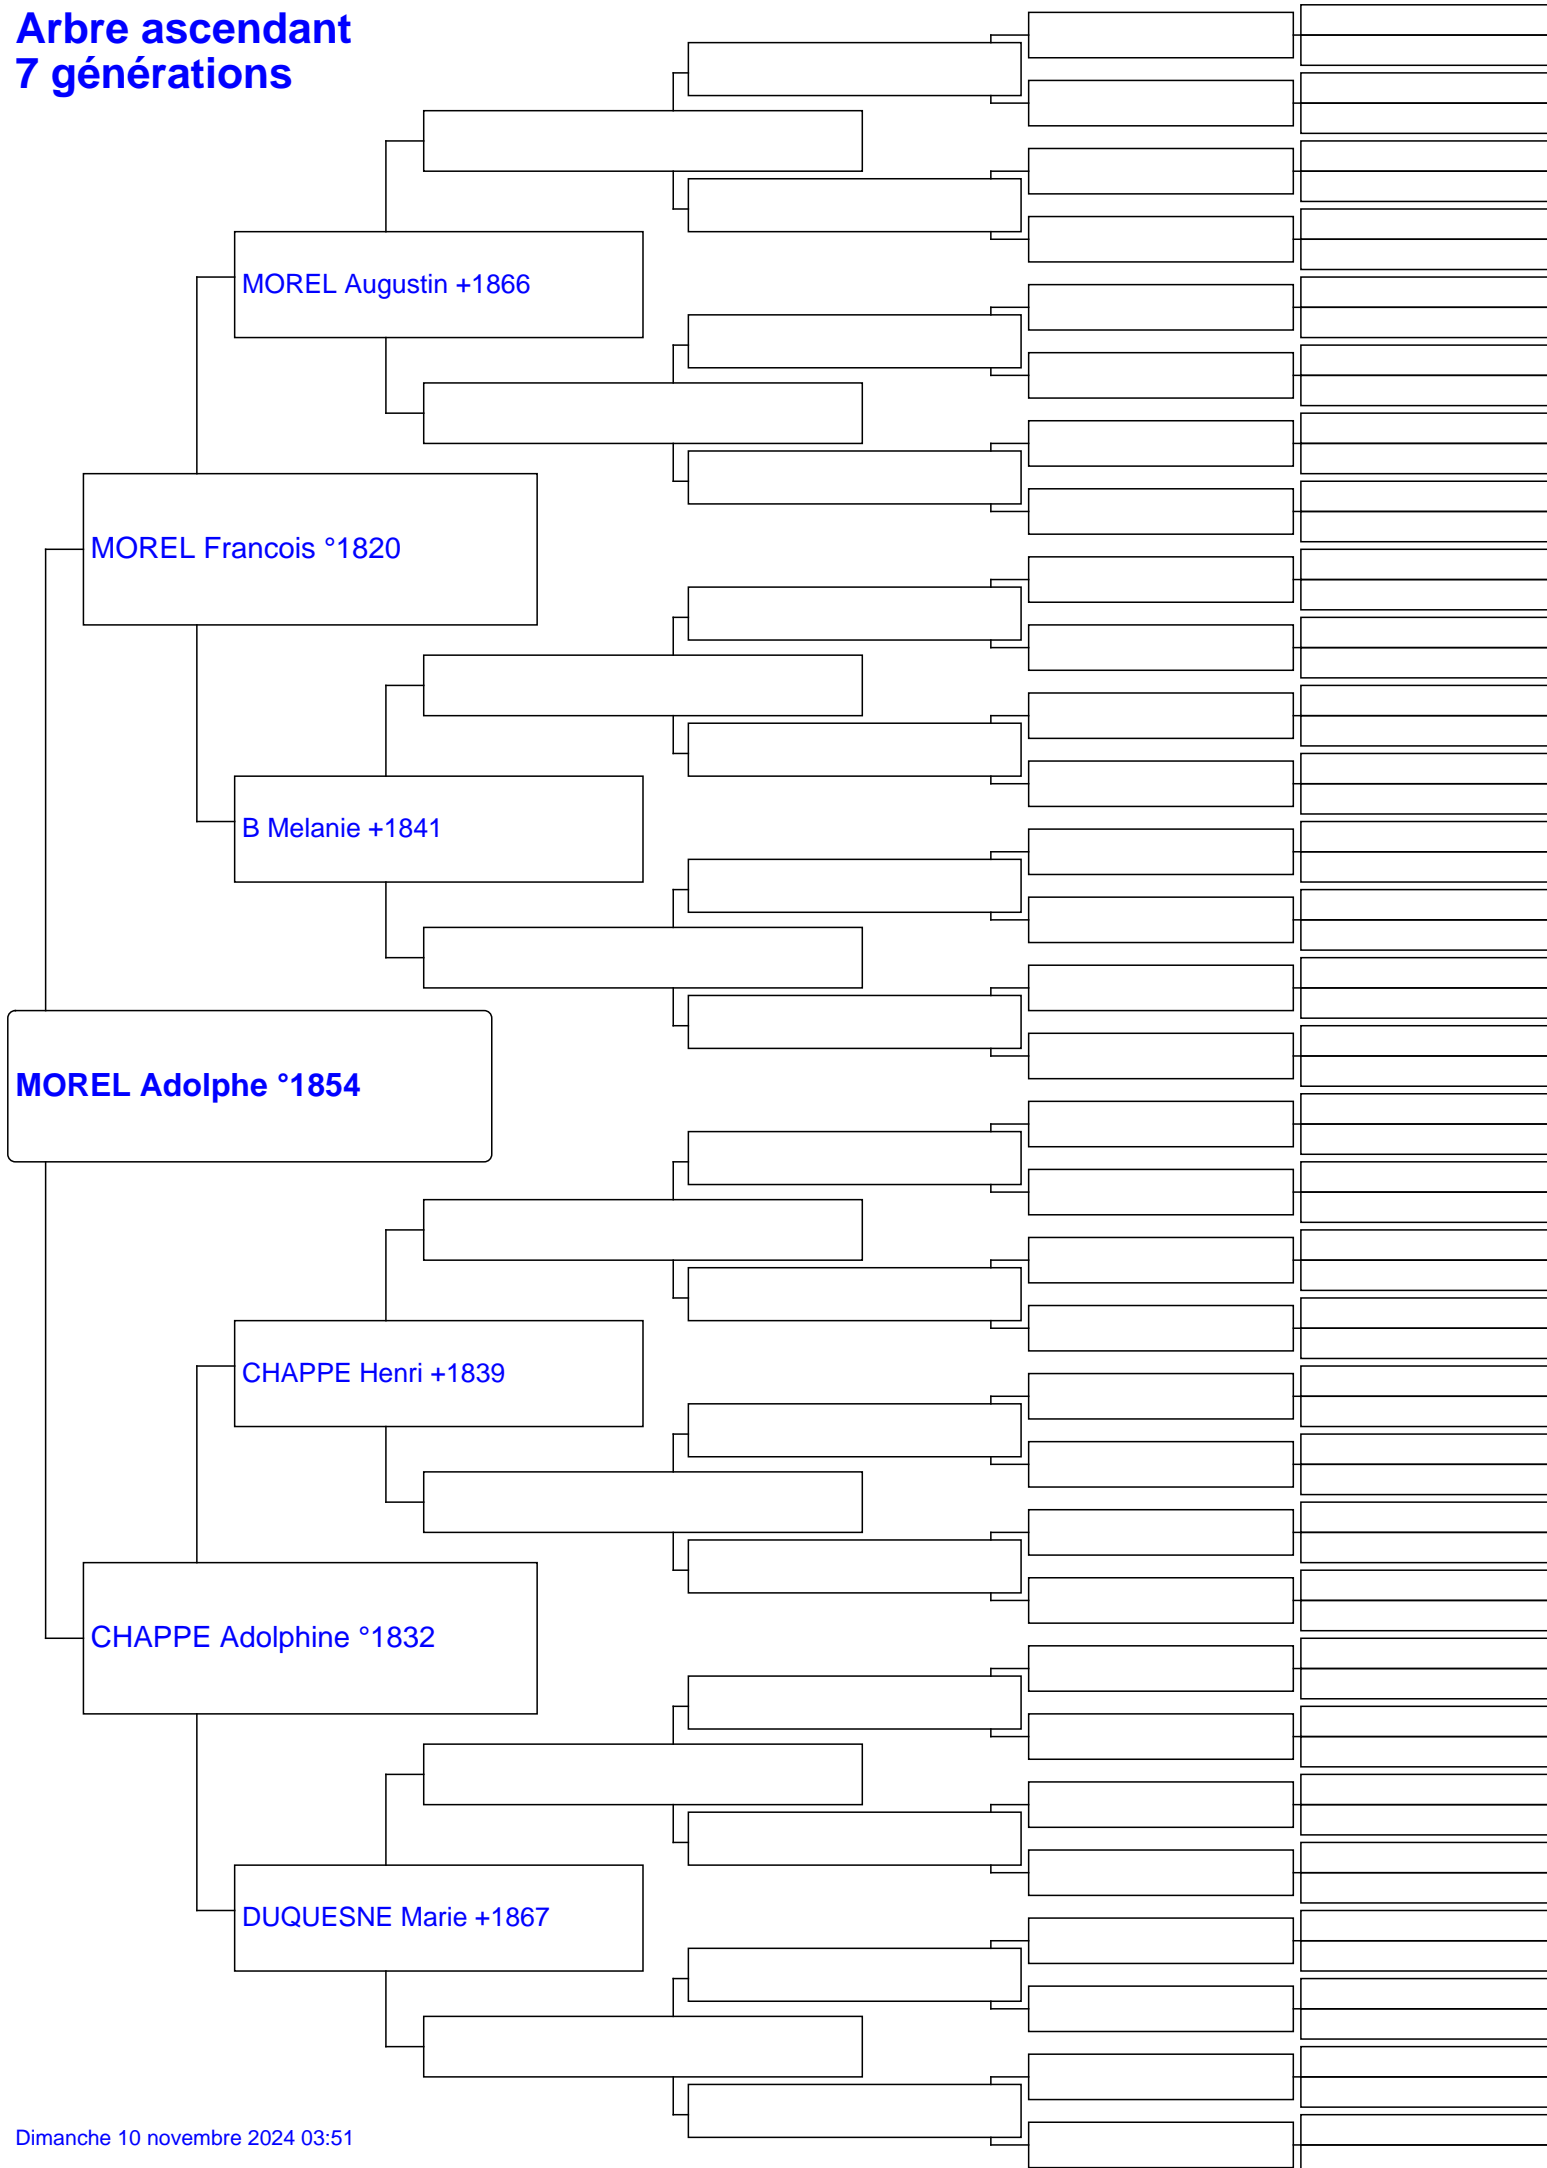 Arbre ascendant
7 générations
MOREL Augustin +1866
MOREL Francois °1820
B Melanie +1841
MOREL Adolphe °1854
CHAPPE Henri +1839
CHAPPE Adolphine °1832
DUQUESNE Marie +1867
Dimanche 10 novembre 2024 03:51